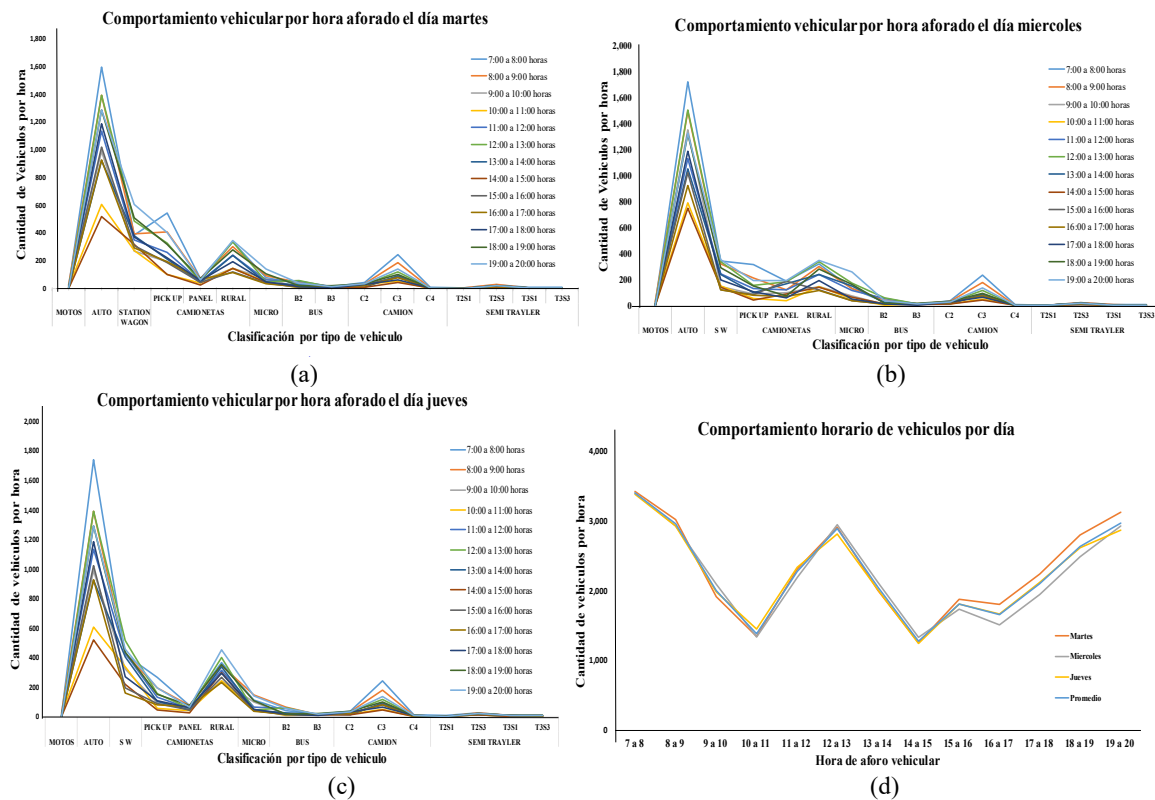 Comportamiento vehicular por hora aforado el día martes
Cantidad de Vehiculos por hora
1,800
1,600
1,400
1,200
1,000
800
600
400
200
0
7:00 a 8:00 horas
8:00 a 9:00 horas
9:00 a 10:00 horas
10:00 a 11:00 horas
11:00 a 12:00 horas
12:00 a 13:00 horas
13:00 a 14:00 horas
14:00 a 15:00 horas
15:00 a 16:00 horas
16:00 a 17:00 horas
17:00 a 18:00 horas
18:00 a 19:00 horas
19:00 a 20:00 horas
PICK UP PANEL RURAL B2 B3 C2 C3 C4 T2S1 T2S3 T3S1 T3S3
MOTOS AUTO STATION WAGON CAMIONETAS MICRO BUS CAMION SEMI TRAYLER
Clasificación por tipo de vehiculo
(a)
Comportamiento vehicular por hora aforado el día miercoles
Cantidad de Vehiculos por hora
2,000
1,800
1,600
1,400
1,200
1,000
800
600
400
200
0
7:00 a 8:00 horas
8:00 a 9:00 horas
9:00 a 10:00 horas
10:00 a 11:00 horas
11:00 a 12:00 horas
12:00 a 13:00 horas
13:00 a 14:00 horas
14:00 a 15:00 horas
15:00 a 16:00 horas
16:00 a 17:00 horas
17:00 a 18:00 horas
18:00 a 19:00 horas
19:00 a 20:00 horas
PICK UP PANEL RURAL B2 B3 C2 C3 C4 T2S1 T2S3 T3S1 T3S3
MOTOS AUTO S W CAMIONETAS MICRO BUS CAMION SEMI TRAYLER
Clasificación por tipo de vehiculo
(b)
Comportamiento vehicular por hora aforado el día jueves
Cantidad de vehiculos por hora
2,000
1,800
1,600
1,400
1,200
1,000
800
600
400
200
0
7:00 a 8:00 horas
8:00 a 9:00 horas
9:00 a 10:00 horas
10:00 a 11:00 horas
11:00 a 12:00 horas
12:00 a 13:00 horas
13:00 a 14:00 horas
14:00 a 15:00 horas
15:00 a 16:00 horas
16:00 a 17:00 horas
17:00 a 18:00 horas
18:00 a 19:00 horas
19:00 a 20:00 horas
PICK UP PANEL RURAL B2 B3 C2 C3 C4 T2S1 T2S3 T3S1 T3S3
MOTOS AUTO S W CAMIONETAS MICRO BUS CAMION SEMI TRAYLER
Clasificación por tipo de vehiculo
(c)
Comportamiento horario de vehiculos por día
Cantidad de vehiculos por hora
4,000
3,000
2,000
1,000
0
Martes
Miercoles
Jueves
Promedio
7 a 8 8 a 9 9 a 10 10 a 11 11 a 12 12 a 13 13 a 14 14 a 15 15 a 16 16 a 17 17 a 18 18 a 19 19 a 20
Hora de aforo vehicular
(d)